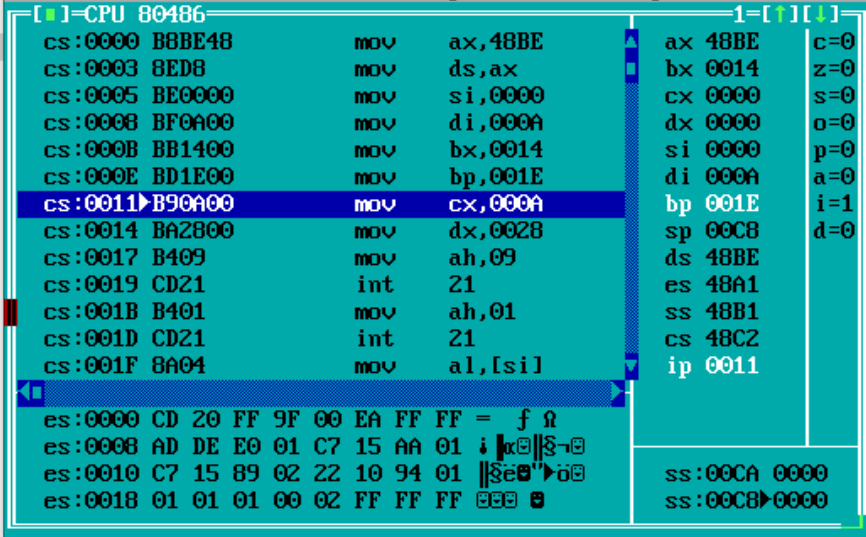 [■]=CPU 80486 1=[↑][↓]
cs:0000 B8BE48 mov ax,48BE ax 48BE c=0
cs:0003 8ED8 mov ds,ax bx 0014 z=0
cs:0005 BE0000 mov si,0000 cx 0000 s=0
cs:0008 BF0A00 mov di,000A dx 0000 o=0
cs:000B BB1400 mov bx,0014 si 0000 p=0
cs:000E BD1E00 mov bp,001E di 000A a=0
cs:0011►B90A00 mov cx,000A bp 001E i=1
cs:0014 BA2800 mov dx,0028 sp 00C8 d=0
cs:0017 B409 mov ah,09 ds 48BE
cs:0019 CD21 int 21 es 48A1
cs:001B B401 mov ah,01 ss 48B1
cs:001D CD21 int 21 cs 48C2
cs:001F 8A04 mov al,[si] ip 0011
es:0000 CD 20 FF 9F 00 EA FF FF = ƒ Ω
es:0008 AD DE E0 01 C7 15 AA 01 ¡▐α☺╟§¬☺
es:0010 C7 15 89 02 22 10 94 01 ╟§ë☻"►ö☺ ss:00CA 0000
es:0018 01 01 01 00 02 FF FF FF ☺☺☺ ☻ ss:00C8►0000